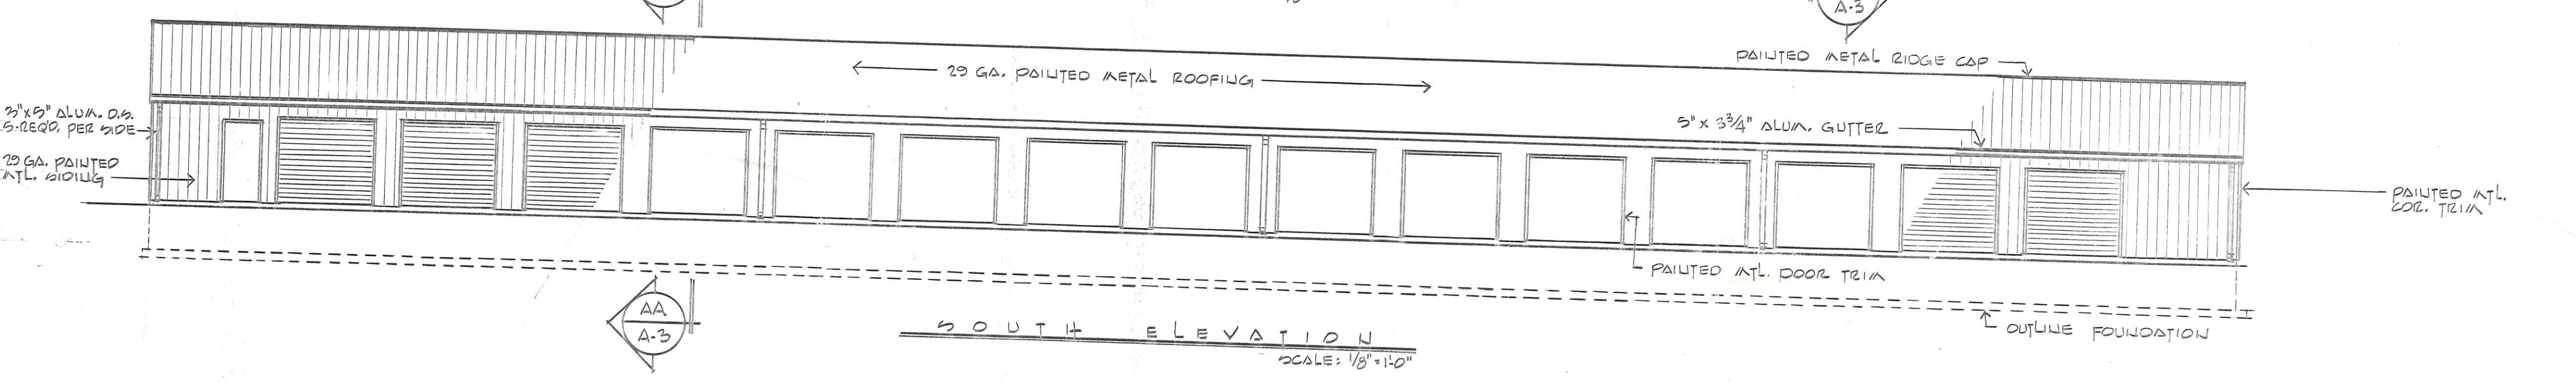 A-3
PAINTED METAL RIDGE CAP
29 GA. PAINTED METAL ROOFING
3"x5" ALUM. D.S.
5-REQ'D. PER SIDE
5" x 3 3/4" ALUM. GUTTER
29 GA. PAINTED
MTL. SIDING
PAINTED MTL.
COR. TRIM
PAINTED MTL. DOOR TRIM
AA
A-3
SOUTH ELEVATION
SCALE: 1/8" = 1'-0"
OUTLINE FOUNDATION